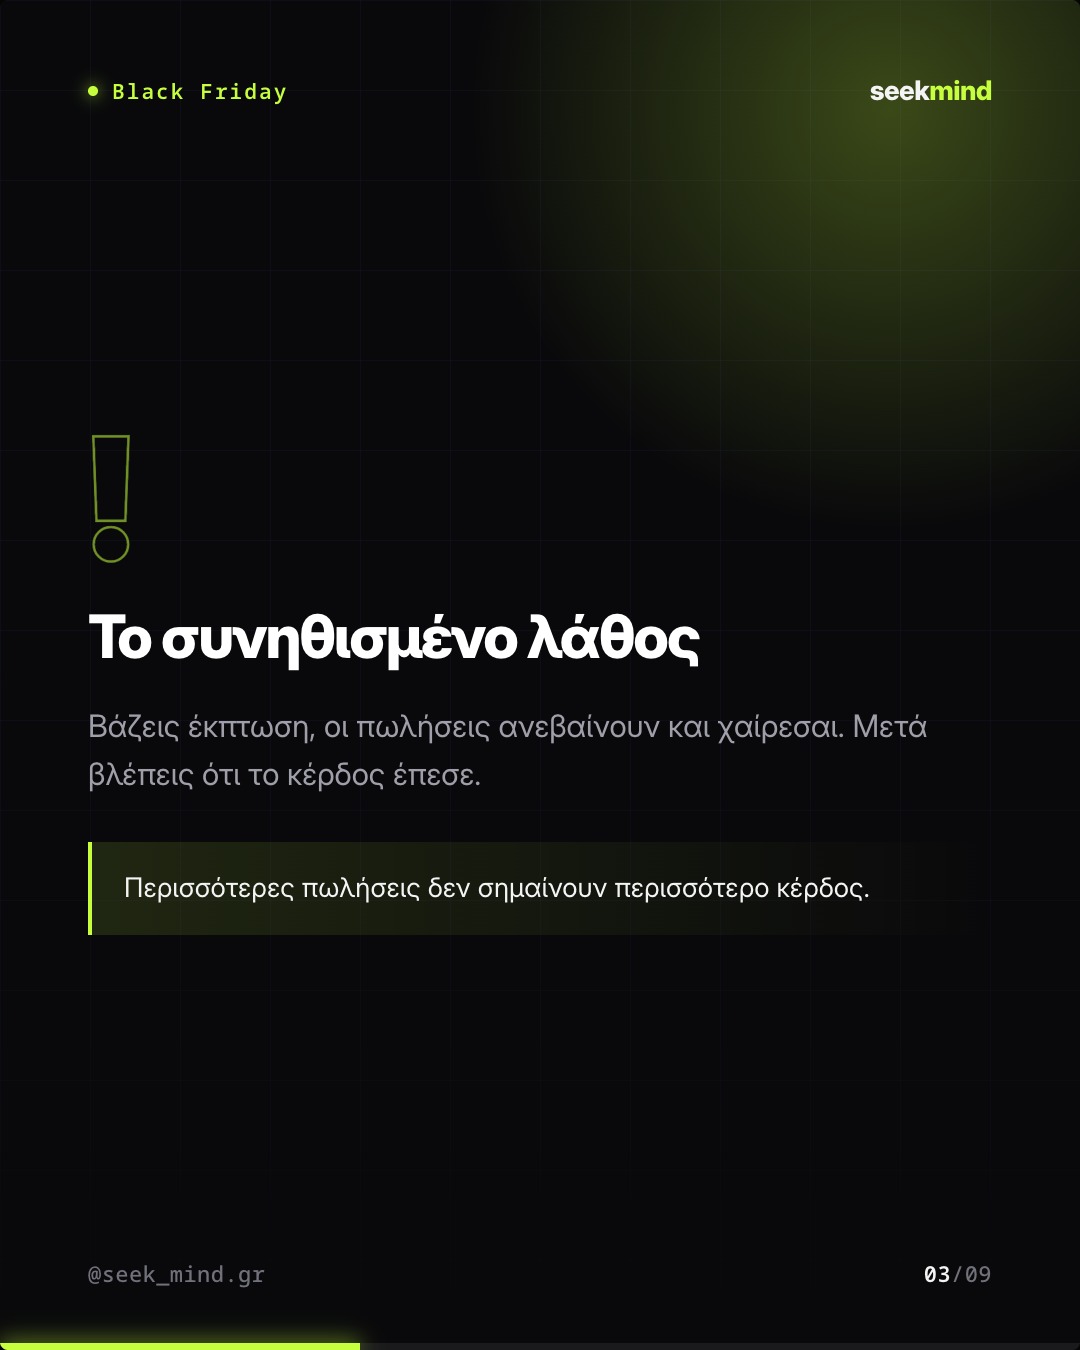 Black Friday
seekmind
!
Το συνηθισμένο λάθος
Βάζεις έκπτωση, οι πωλήσεις ανεβαίνουν και χαίρεσαι. Μετά
βλέπεις ότι το κέρδος έπεσε.
Περισσότερες πωλήσεις δεν σημαίνουν περισσότερο κέρδος.
@seek_mind.gr
03/09